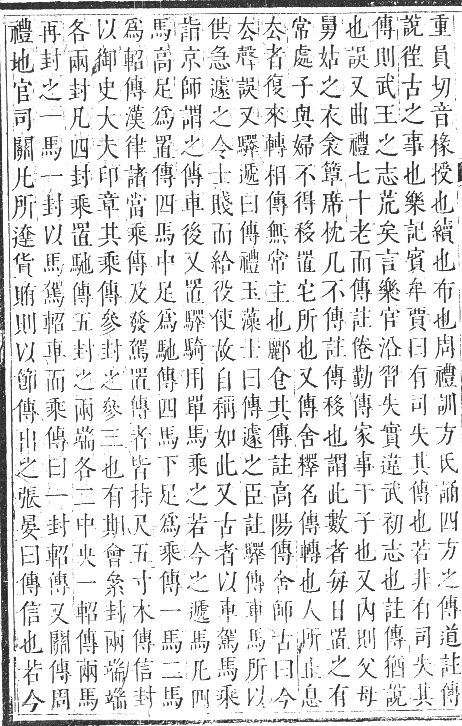 重員切音椽授也續也布也周禮訓方氏誦四方之傳道註傳
說徃古之事也樂記賓牟賈曰有司失其傳也若非有司失其
傳則武王之志荒矣言樂官沿習失實違武初志也註傳猶說
也誤又曲禮七十老而傳註倦勤傳家事于子也又內則父母
舅姑之衣衾簟席枕几不傳註傳移也謂此數者每日置之有
常處子與婦不得移置宅所也又傳舍釋名傳轉也人所止息
去者復來轉相傳無常主也酈食其傳註高陽傳舍師古曰今
去聲誤又驛遞曰傳禮玉藻士曰傳遽之臣註驛傳車馬所以
供急遽之令士賤而給役使故自稱如此又古者以車駕馬乘
詣京師謂之傳車後又置驛騎用單馬乘之若今之遞馬凡四
馬高足爲置傳四馬中足爲馳傳四馬下足爲乘傳一馬二馬
爲軺傳漢律諸當乘傳及發駕置傳者皆持尺五寸木傳信封
以御史大夫印章其乘傳參封之參三也有期會絫封兩端端
各兩封凡四封乘置馳傳五封之兩端各二中央一軺傳兩馬
再封之一馬一封以馬駕軺車而乘傳曰一封軺傳又關傳周
禮地官司關凡所達貨賄則以節傳出之張晏曰傳信也若今